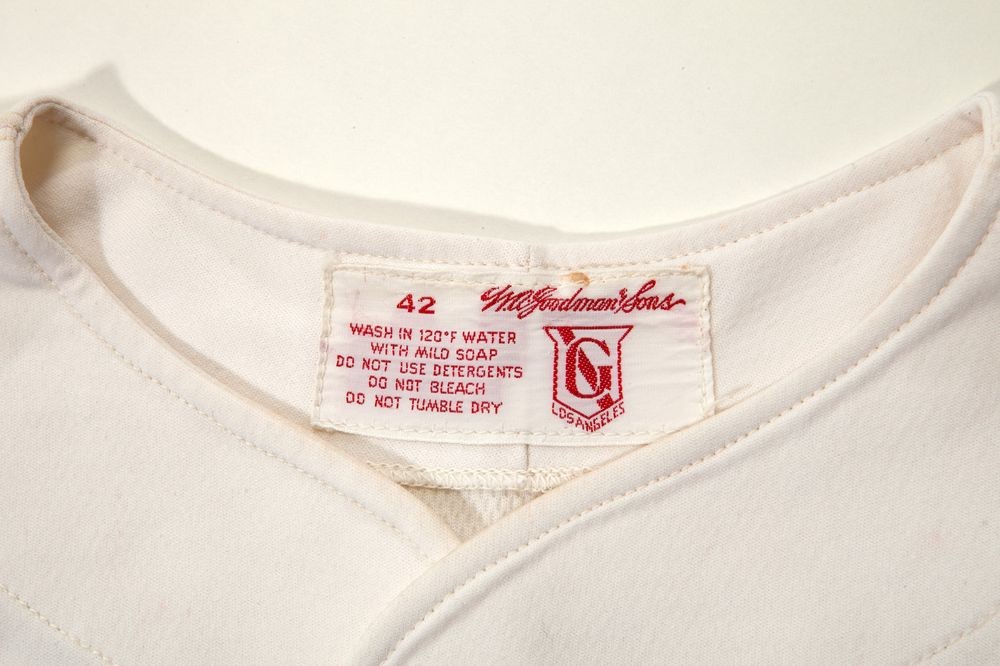 42
WASH IN 120°F WATER
WITH MILD SOAP
DO NOT USE DETERGENTS
DO NOT BLEACH
DO NOT TUMBLE DRY
Wm Goodman & Sons
G
LOS ANGELES